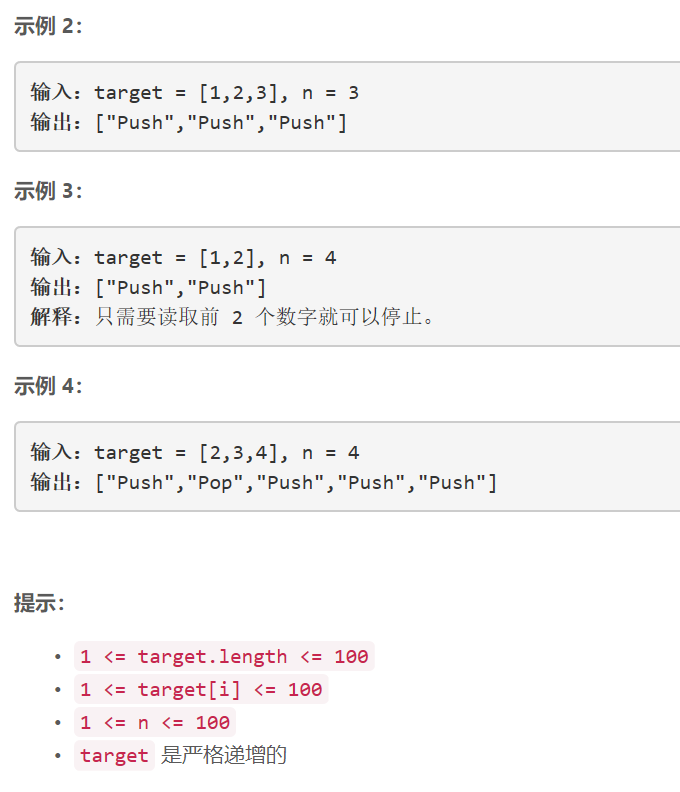 示例 2：
输入：target = [1,2,3], n = 3
输出：["Push","Push","Push"]
示例 3：
输入：target = [1,2], n = 4
输出：["Push","Push"]
解释：只需要读取前 2 个数字就可以停止。
示例 4：
输入：target = [2,3,4], n = 4
输出：["Push","Pop","Push","Push","Push"]
提示：
• 1 <= target.length <= 100
• 1 <= target[i] <= 100
• 1 <= n <= 100
• target 是严格递增的